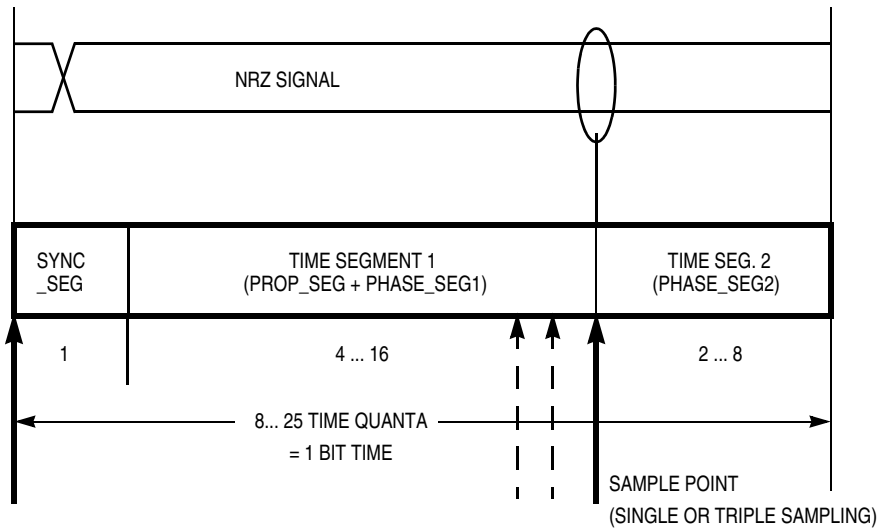 NRZ SIGNAL
SYNC
_SEG
TIME SEGMENT 1
(PROP_SEG + PHASE_SEG1)
TIME SEG. 2
(PHASE_SEG2)
1
4 ... 16
2 ... 8
8... 25 TIME QUANTA
= 1 BIT TIME
SAMPLE POINT
(SINGLE OR TRIPLE SAMPLING)